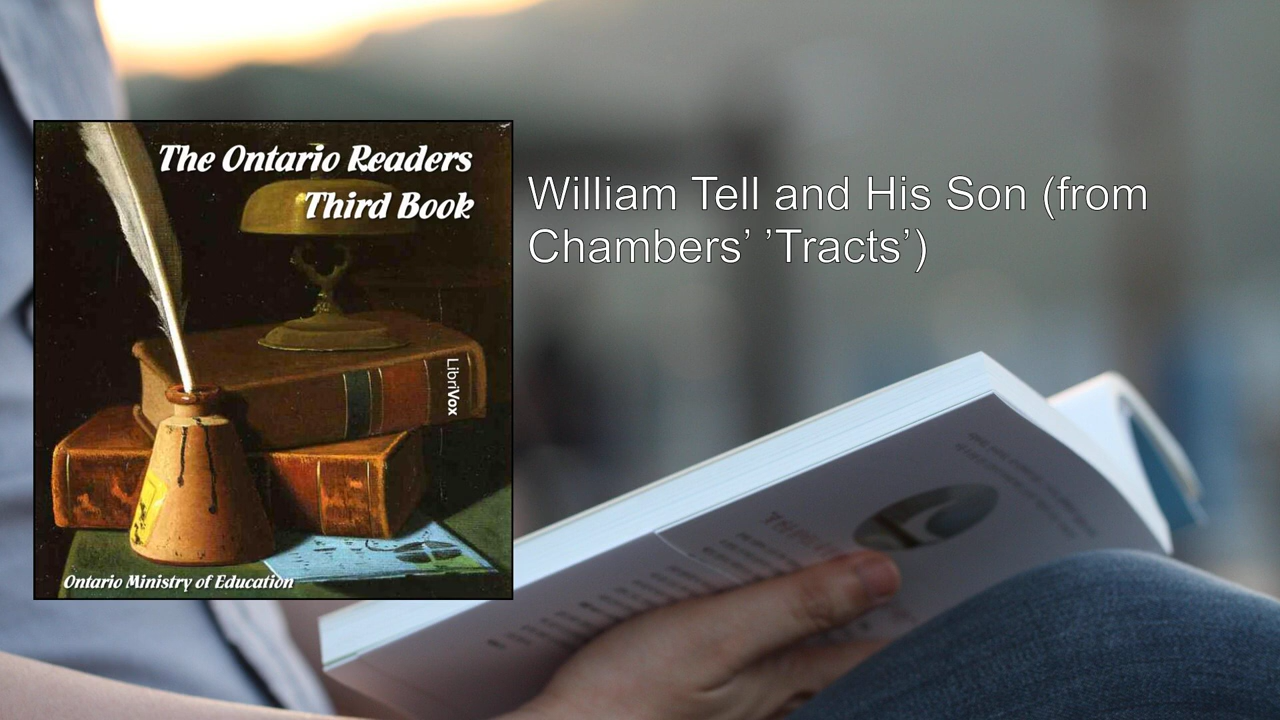 The Ontario Readers
Third Book
LibriVox
Ontario Ministry of Education
William Tell and His Son (from
Chambers’ ’Tracts’)